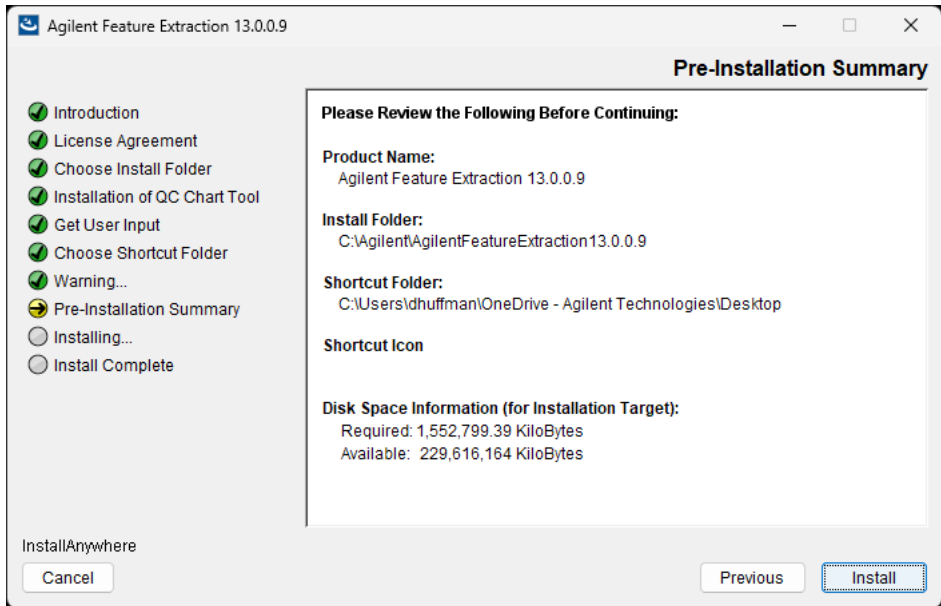 Agilent Feature Extraction 13.0.0.9
Pre-Installation Summary
Introduction
License Agreement
Choose Install Folder
Installation of QC Chart Tool
Get User Input
Choose Shortcut Folder
Warning...
Pre-Installation Summary
Installing...
Install Complete
Please Review the Following Before Continuing:
Product Name:
Agilent Feature Extraction 13.0.0.9
Install Folder:
C:\Agilent\AgilentFeatureExtraction13.0.0.9
Shortcut Folder:
C:\Users\dhuffman\OneDrive - Agilent Technologies\Desktop
Shortcut Icon
Disk Space Information (for Installation Target):
Required: 1,552,799.39 KiloBytes
Available: 229,616,164 KiloBytes
InstallAnywhere
Cancel
Previous
Install